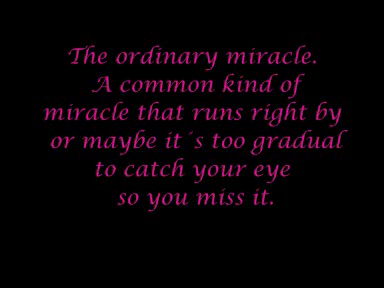 The ordinary miracle.
A common kind of
miracle that runs right by
or maybe it´s too gradual
to catch your eye
so you miss it.